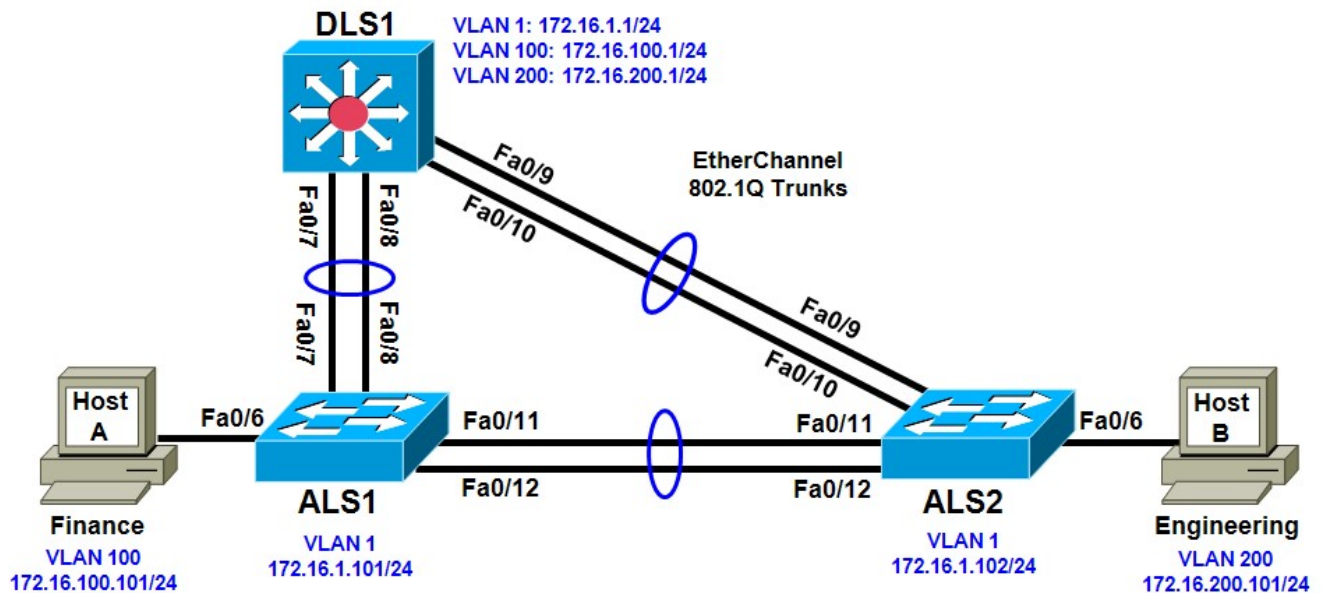 DLS1
VLAN 1: 172.16.1.1/24
VLAN 100: 172.16.100.1/24
VLAN 200: 172.16.200.1/24
EtherChannel
802.1Q Trunks
Fa0/9
Fa0/10
Fa0/7
Fa0/8
Fa0/7
Fa0/8
Fa0/9
Fa0/10
Host
A
Fa0/6
Fa0/11
Fa0/11
Fa0/6
Host
B
Fa0/12
Fa0/12
ALS1
ALS2
Finance
VLAN 100
172.16.100.101/24
VLAN 1
172.16.1.101/24
VLAN 1
172.16.1.102/24
Engineering
VLAN 200
172.16.200.101/24